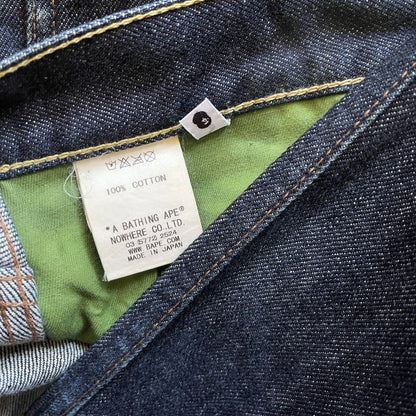 100% COTTON
*A BATHING APE®
NOWHERE CO.,LTD.
03 (5772) 2524
WWW.BAPE.COM
MADE IN JAPAN